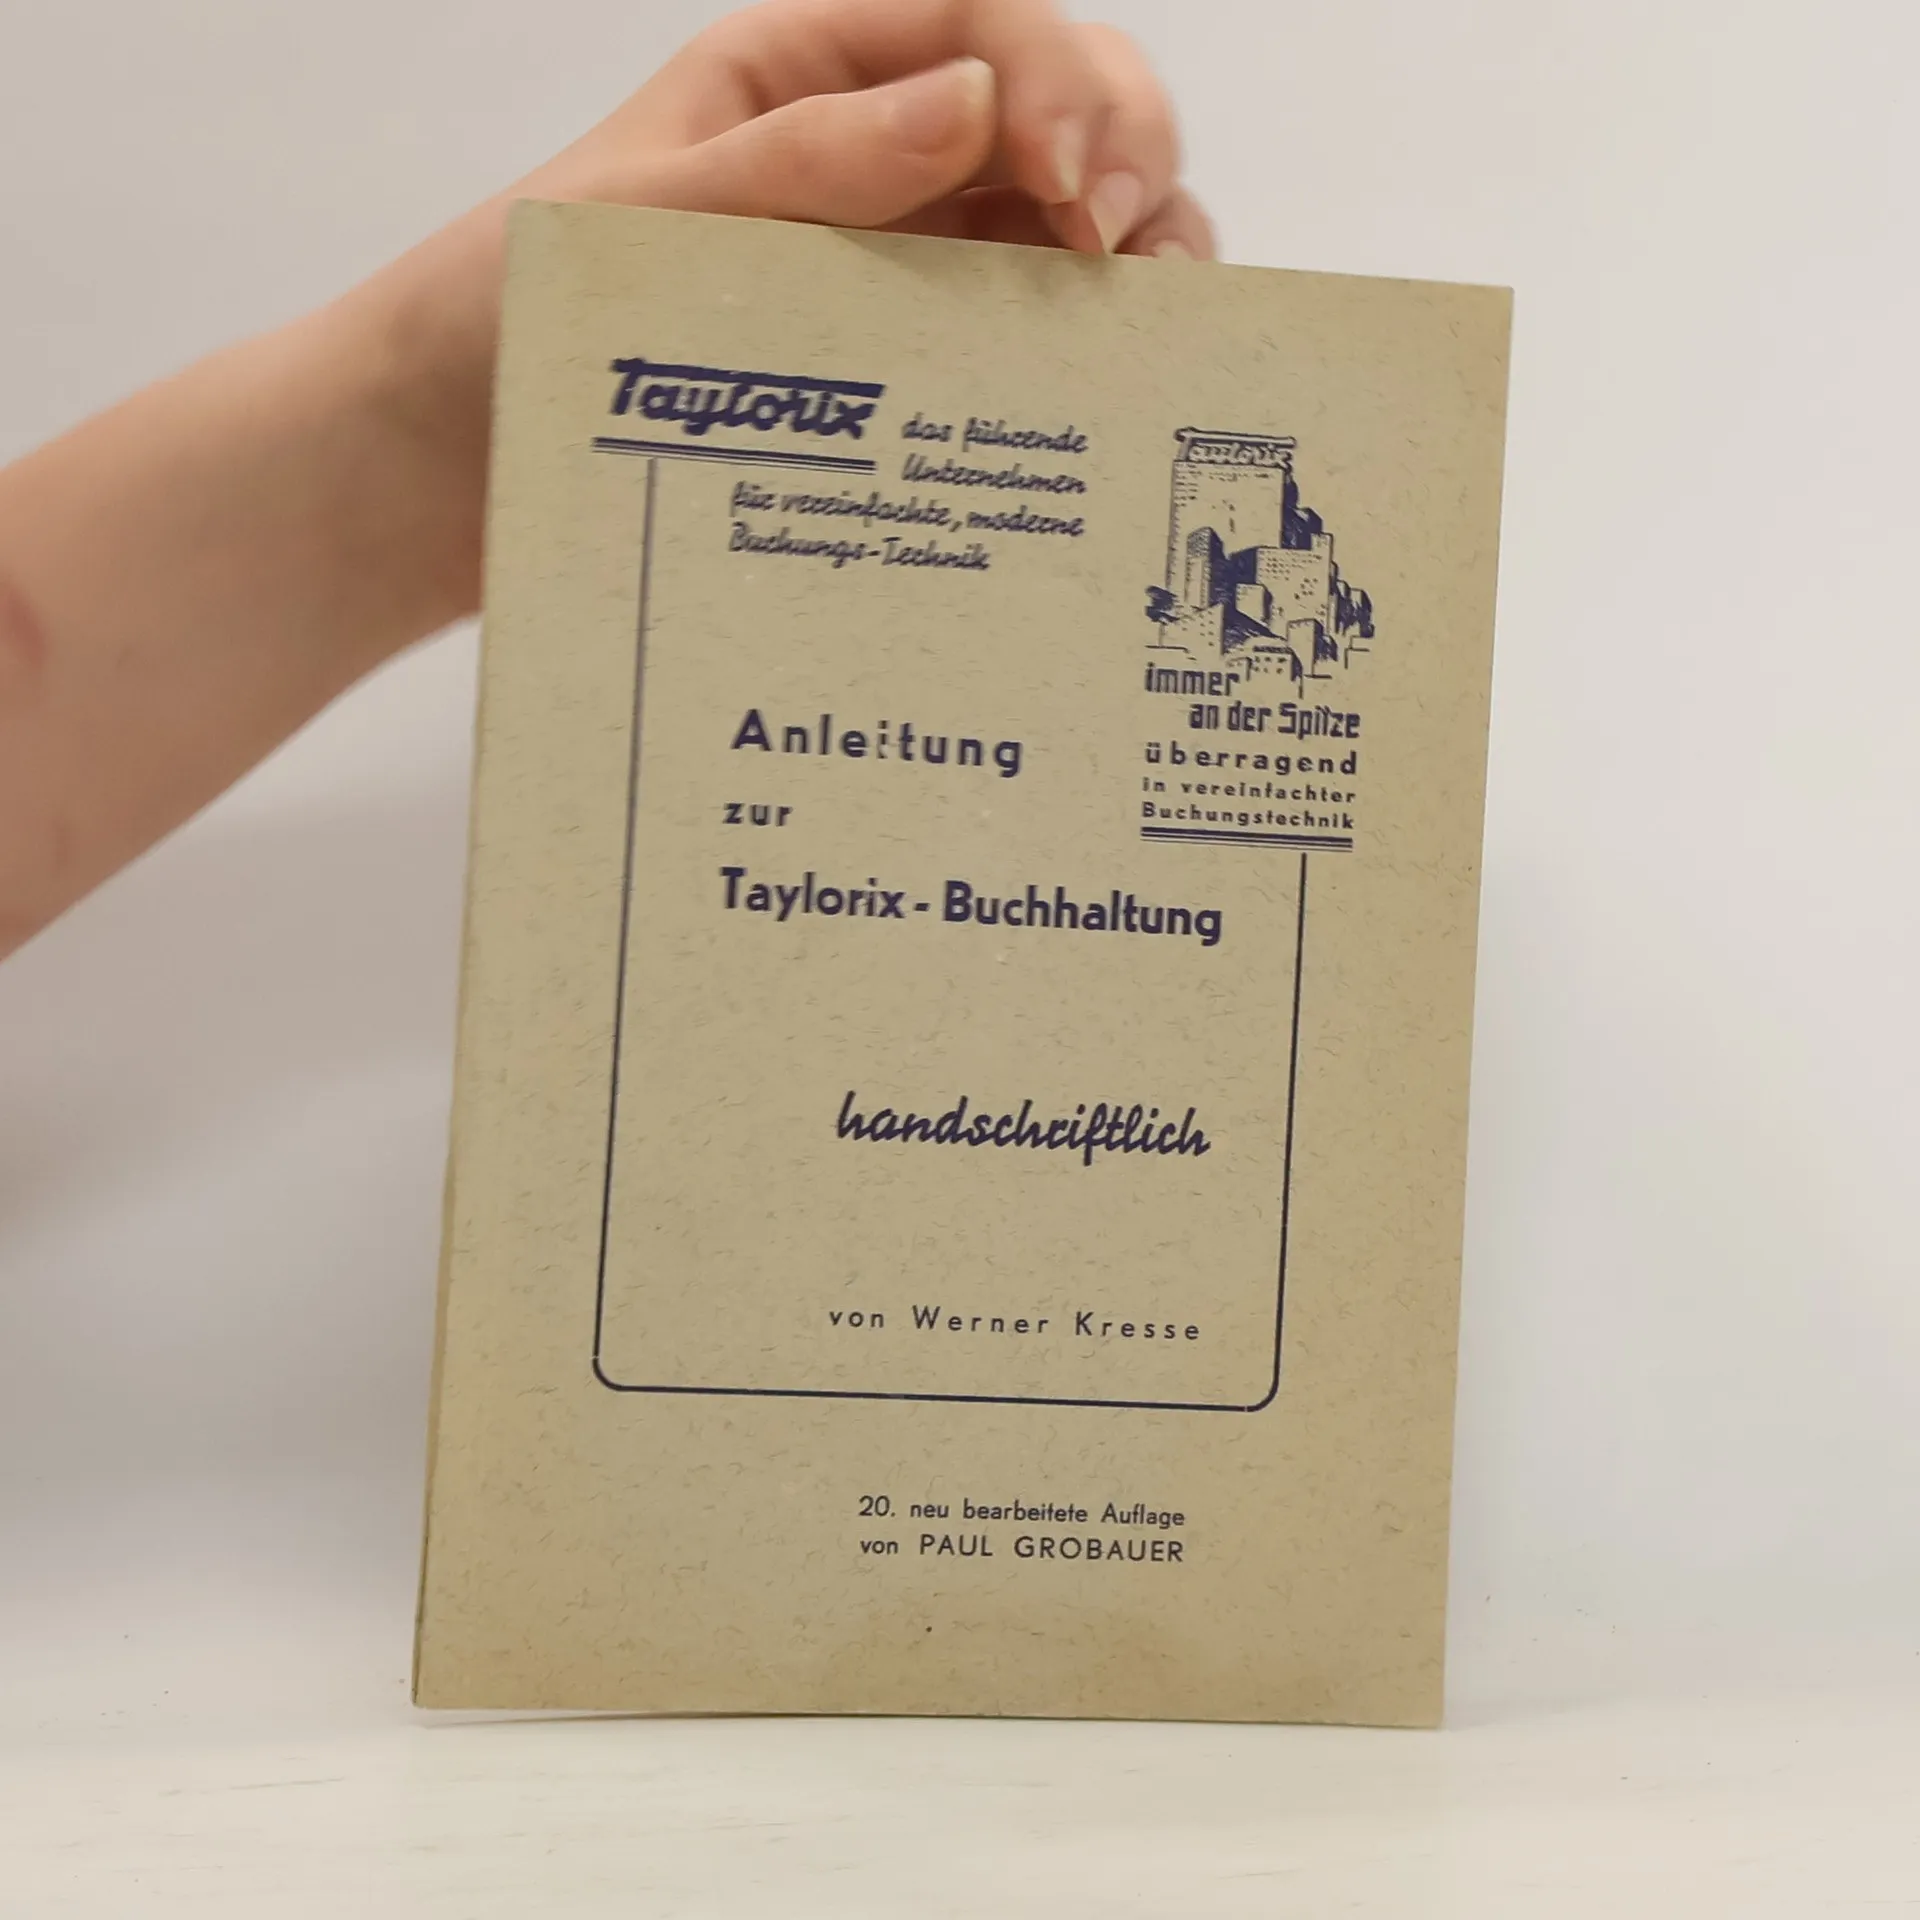 Taylorix
das führende
Unternehmen
für vereinfachte, moderne
Buchungs-Technik
Taylorix
immer
an der Spitze
überragend
in vereinfachter
Buchungstechnik
Anleitung
zur
Taylorix - Buchhaltung
handschriftlich
von Werner Kresse
20. neu bearbeitete Auflage
von PAUL GROBAUER